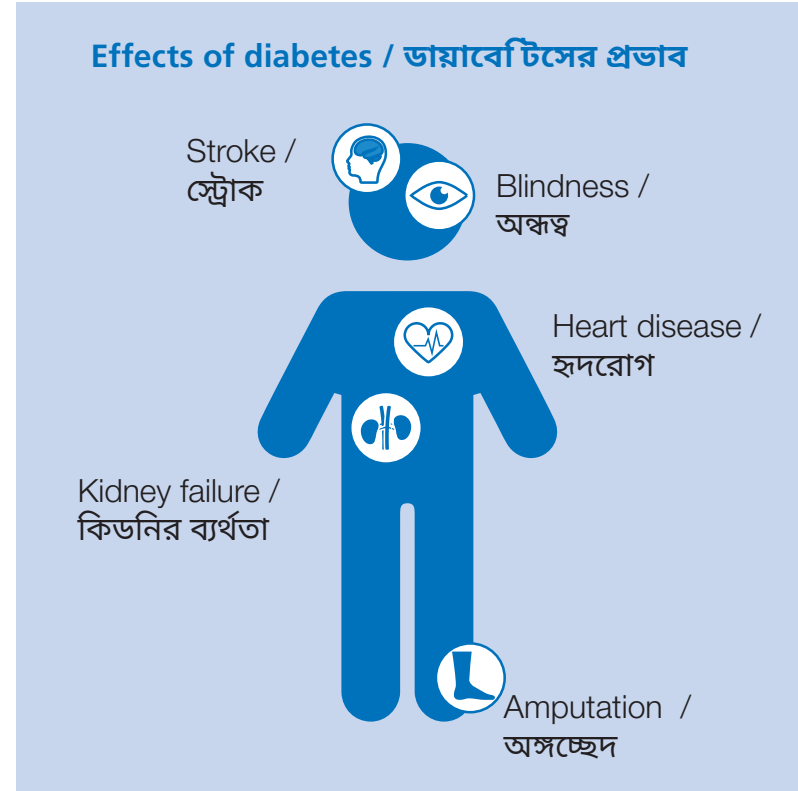 Effects of diabetes / ডায়াবেটিসের প্রভাব
Stroke /
স্ট্রোক
Blindness /
অন্ধত্ব
Heart disease /
হৃদরোগ
Kidney failure /
কিডনির ব্যর্থতা
Amputation /
অঙ্গচ্ছেদ